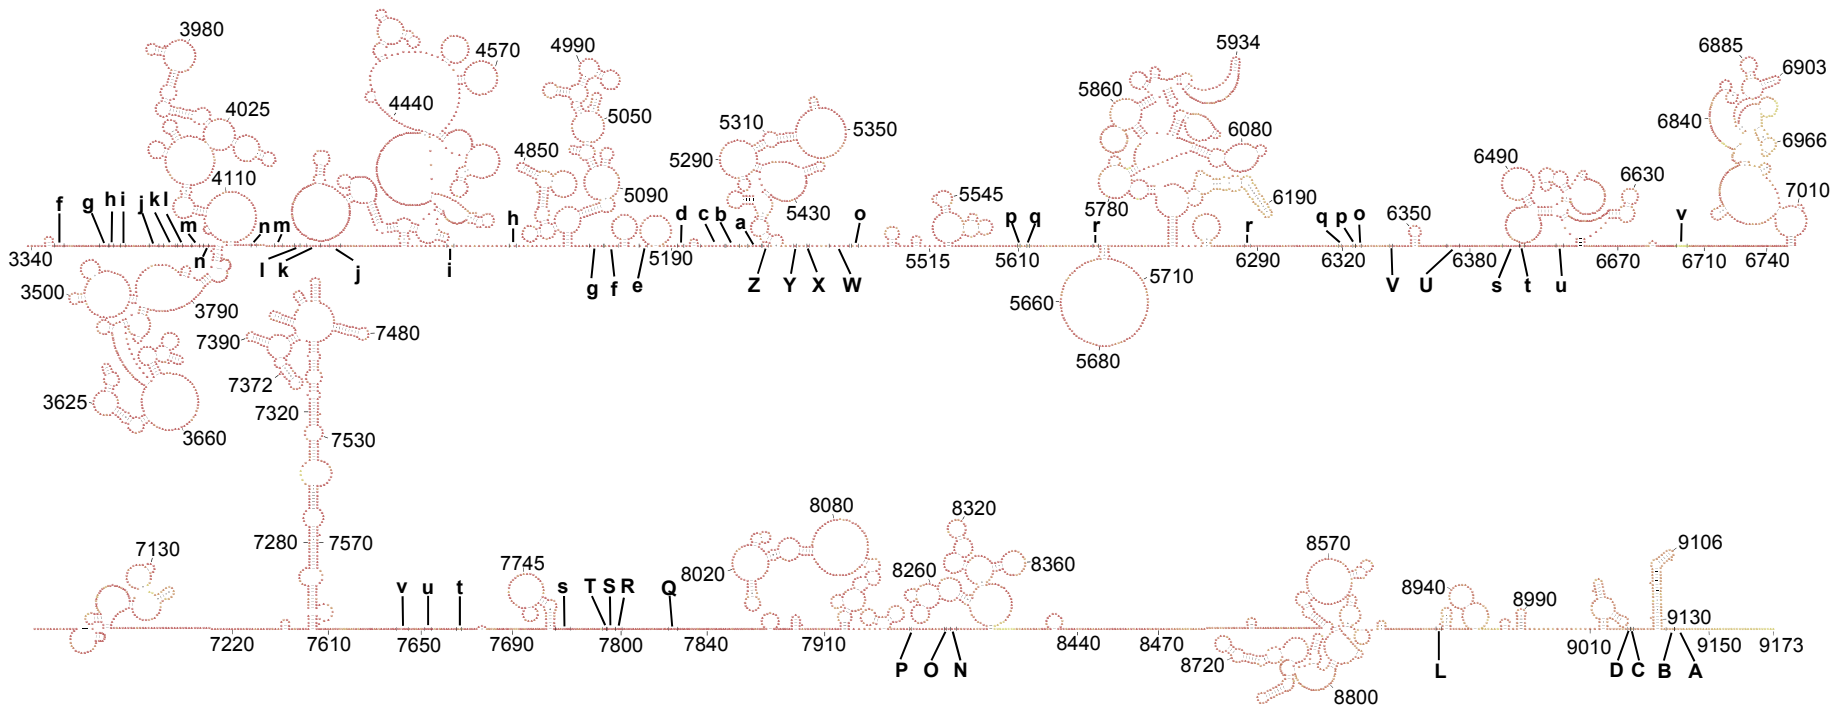 3980 4570 4990 5934 6885 6903
4025 4440 5050 5310 5350 5860 6080 6840 6966
4850 5290 6490
4110 5090 5430 5545 5780 6190 6630 7010
f g h i j k l m n m h d c b a o p q r r q p o 6350 v
3340 n l k j i g f e 5190 Z Y X W 5515 5610 6290 6320 V U 6380 s t u 6670 6710 6740
3500 3790 5660 5710
7390 7480 5680
7372
3625 7320
3660 7530
7280 7570
7130 7745 8020 8080 8260 8320 8360 8570 8940 8990 9106
v u t s T S R Q 9130
7220 7610 7650 7690 7800 7840 7910 8440 8470 9010 9150 9173
P O N 8720 L D C B A
8800